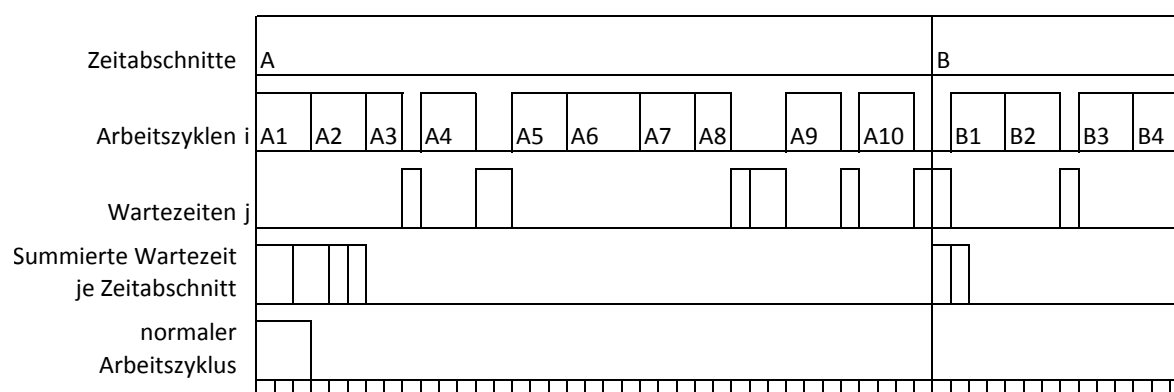 Zeitabschnitte A B
Arbeitszyklen i A1 A2 A3 A4 A5 A6 A7 A8 A9 A10 B1 B2 B3 B4
Wartezeiten j
Summierte Wartezeit
je Zeitabschnitt
normaler
Arbeitszyklus